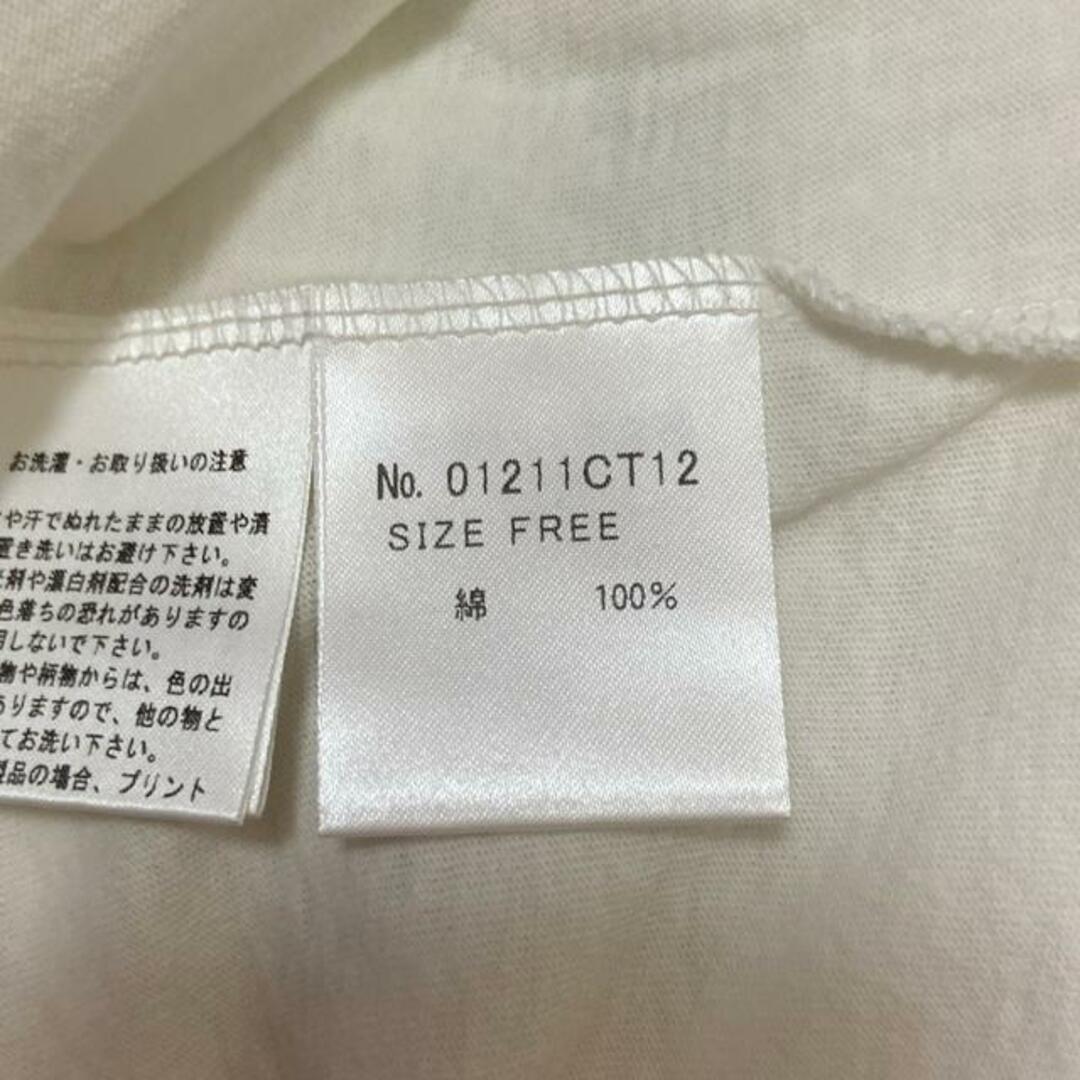 お洗濯・お取り扱いの注意
や汗でぬれたままの放置や漬
置き洗いはお避け下さい。
剤や漂白剤配合の洗剤は変
色落ちの恐れがありますの
しないで下さい。
物や柄物からは、色の出
ありますので、他の物と
てお洗い下さい。
製品の場合、プリント
No. 01211CT12
SIZE FREE
綿 100%